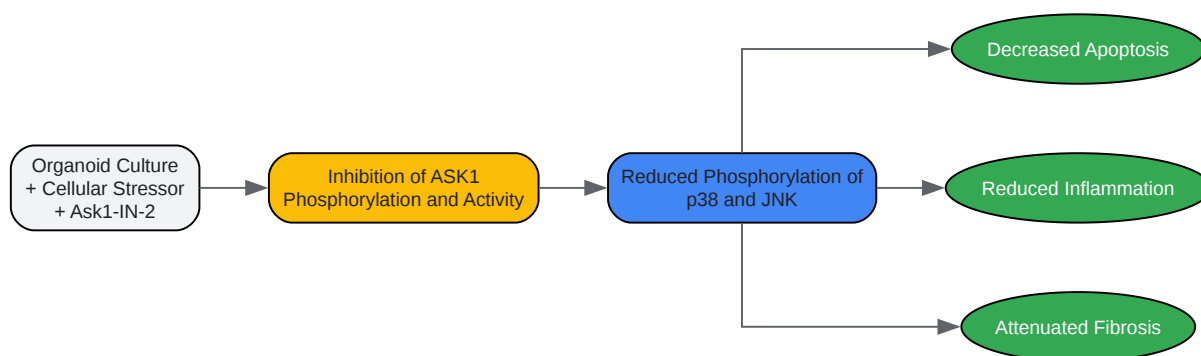 Organoid Culture
+ Cellular Stressor
+ Ask1-IN-2
Inhibition of ASK1
Phosphorylation and Activity
Reduced Phosphorylation of
p38 and JNK
Decreased Apoptosis
Reduced Inflammation
Attenuated Fibrosis